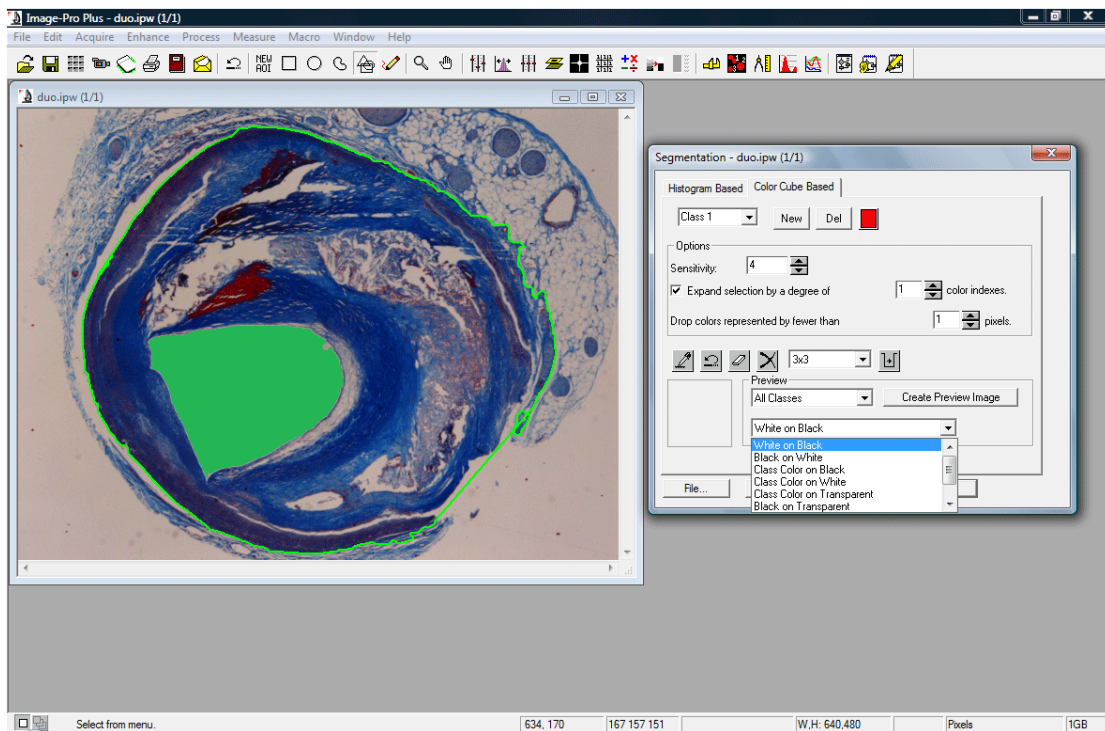 Image-Pro Plus - duo.ipw (1/1)
File Edit Acquire Enhance Process Measure Macro Window Help
NEW AOI
duo.ipw (1/1)
Segmentation - duo.ipw (1/1)
Histogram Based Color Cube Based
Class 1 New Del
Options
Sensitivity: 4
Expand selection by a degree of 1 color indexes.
Drop colors represented by fewer than 1 pixels.
3x3
Preview
All Classes Create Preview Image
White on Black
White on Black
Black on White
Class Color on Black
Class Color on White
Class Color on Transparent
Black on Transparent
File...
Select from menu. 634, 170 167 157 151 W,H: 640,480 Pixels 1GB